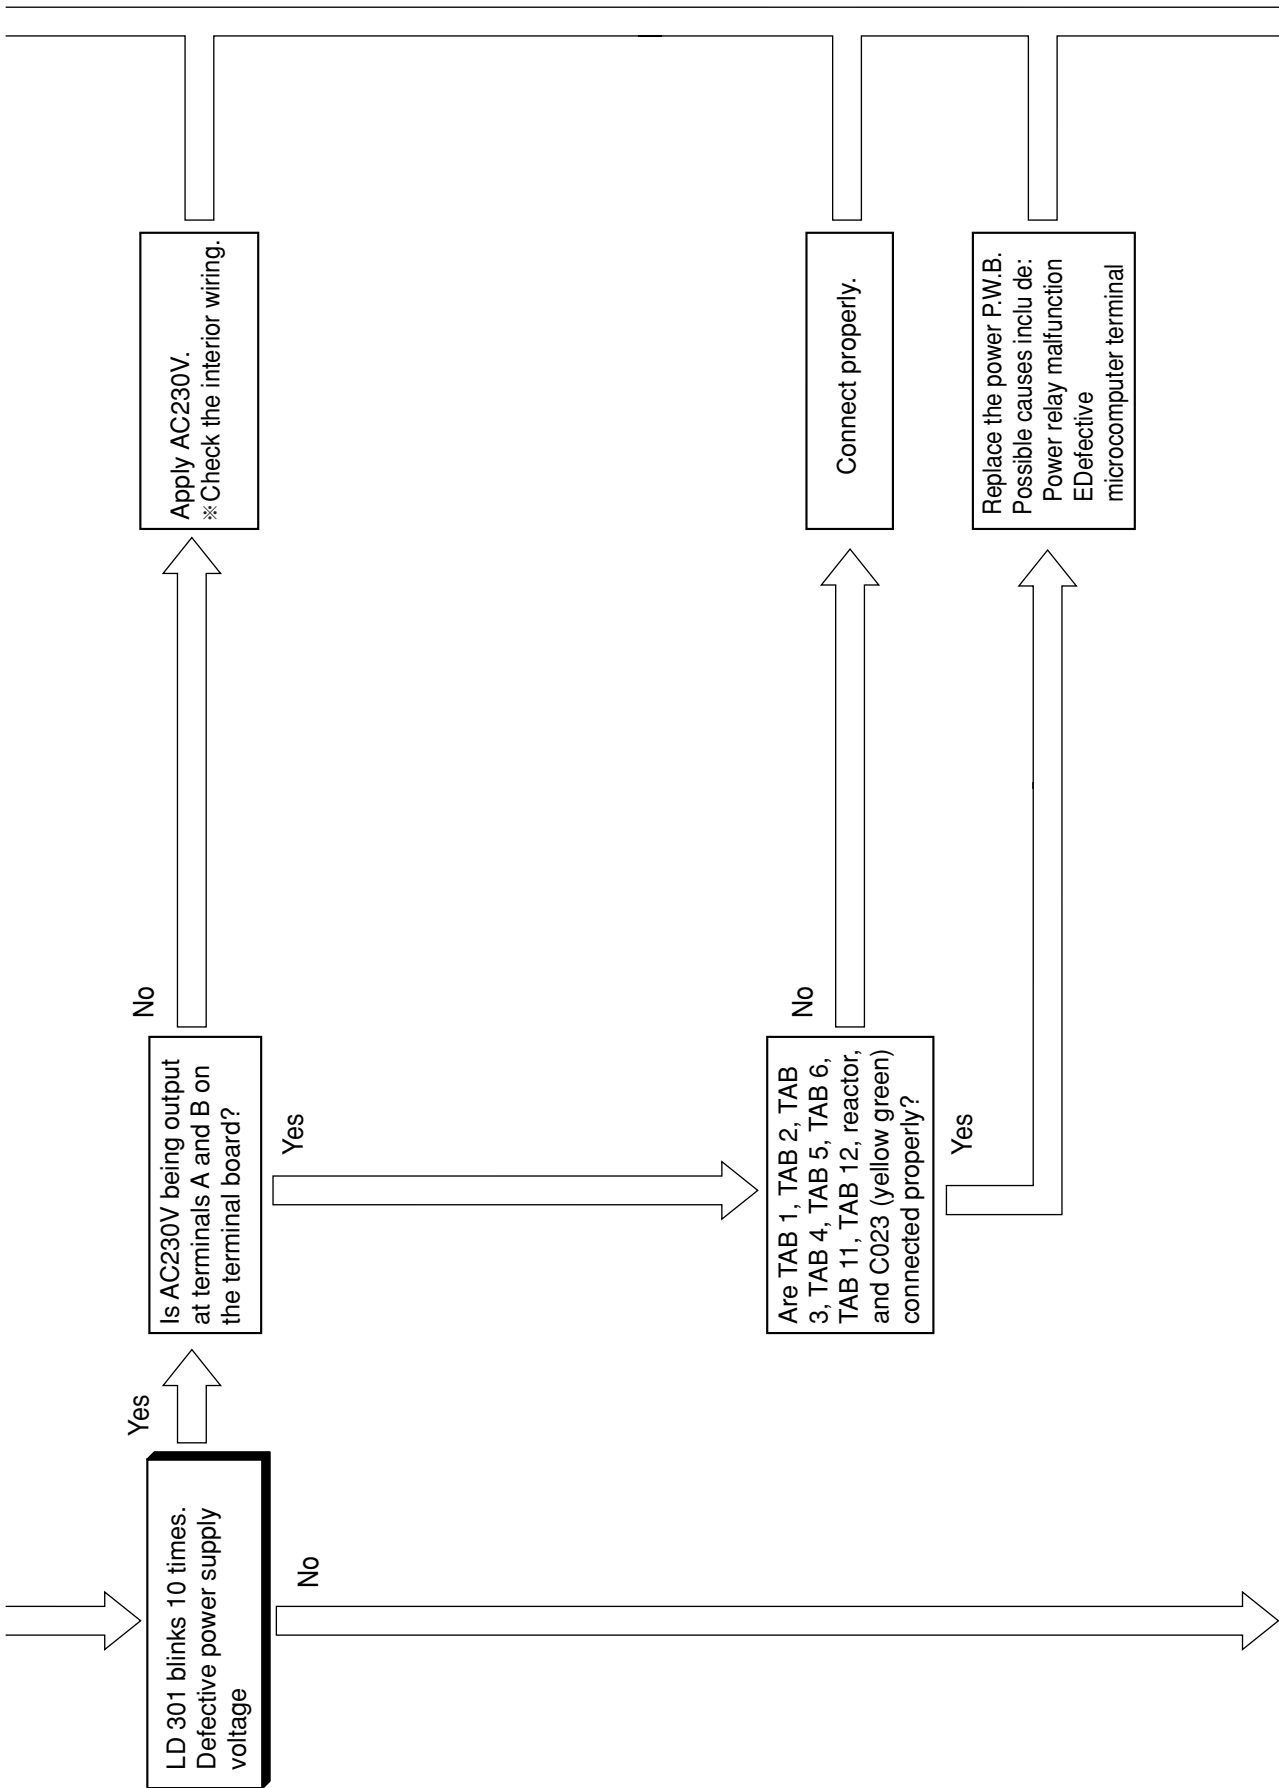 LD 301 blinks 10 times.
Defective power supply
voltage
Yes
No
Is AC230V being output
at terminals A and B on
the terminal board?
No
Yes
Apply AC230V.
※Check the interior wiring.
Are TAB 1, TAB 2, TAB
3, TAB 4, TAB 5, TAB 6,
TAB 11, TAB 12, reactor,
and C023 (yellow green)
connected properly?
No
Yes
Connect properly.
Replace the power P.W.B.
Possible causes inclu de:
Power relay malfunction
EDefective
microcomputer terminal